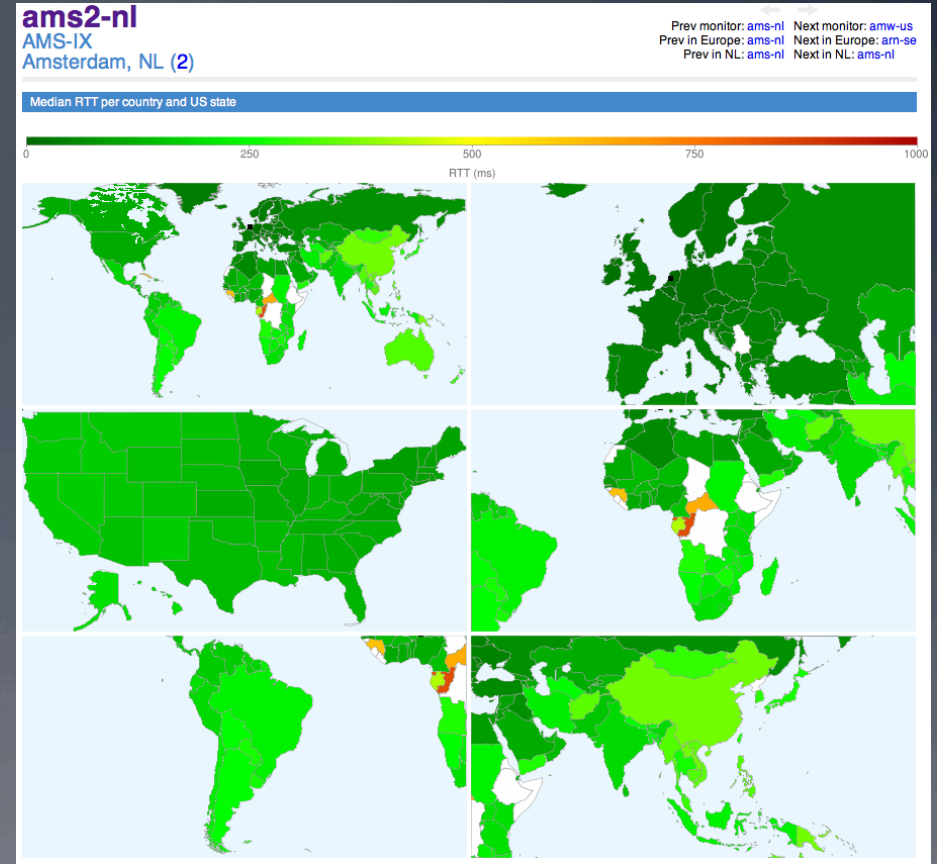 ams2-nl
AMS-IX
Amsterdam, NL (2)
Prev monitor: ams-nl Next monitor: amw-us
Prev in Europe: ams-nl Next in Europe: arn-se
Prev in NL: ams-nl Next in NL: ams-nl
Median RTT per country and US state
0 250 500 750 1000
RTT (ms)